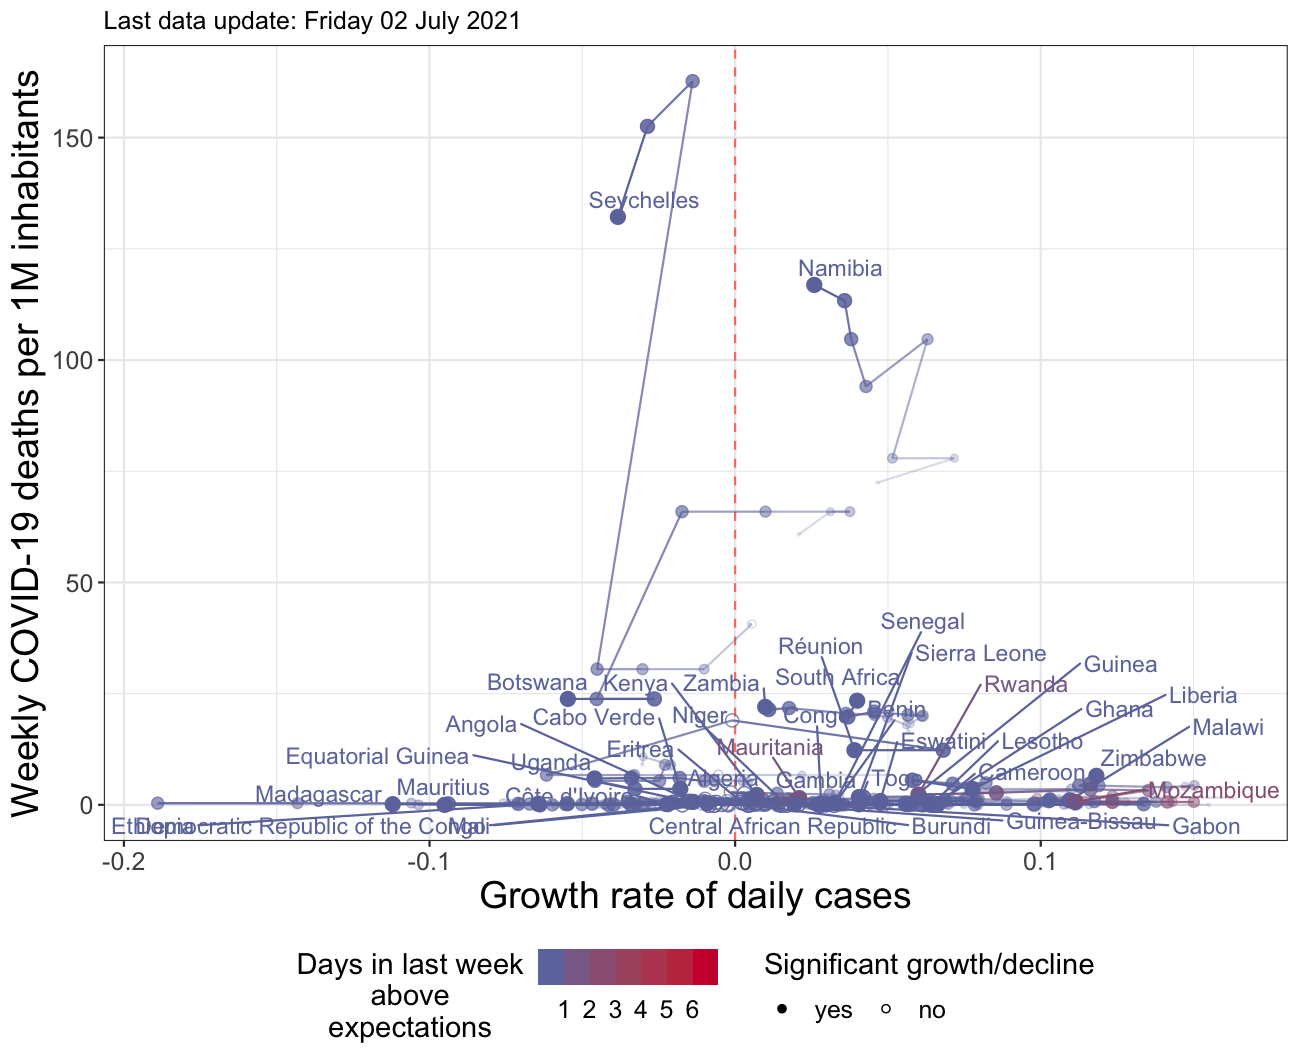 Last data update: Friday 02 July 2021
Weekly COVID-19 deaths per 1M inhabitants
150
100
50
0
Seychelles
Namibia
Senegal
Réunion
Sierra Leone
Guinea
Botswana
Kenya
Zambia
South Africa
Rwanda
Liberia
Angola
Cabo Verde
Niger
Congo
Benin
Ghana
Malawi
Equatorial Guinea
Uganda
Eritrea
Mauritania
Eswatini
Lesotho
Zimbabwe
Madagascar
Mauritius
Côte d'Ivoire
Algeria
Gambia
Togo
Cameroon
Mozambique
Ethiopia
Democratic Republic of the Congo
Mali
Central African Republic
Burundi
Guinea-Bissau
Gabon
-0.2
-0.1
0.0
0.1
Growth rate of daily cases
Days in last week
above
expectations
1 2 3 4 5 6
Significant growth/decline
yes
no